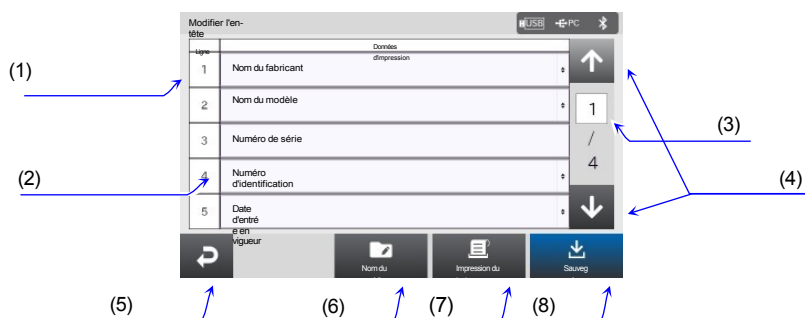 Modifier l'en-
tête
USB PC
Ligne
Données
d'impression
1 Nom du fabricant
2 Nom du modèle
3 Numéro de série
4 Numéro
d'identification
5 Date
d'entré
e en
vigueur
1
/
4
Nom du
Impression du
Sauveg
(1)
(2)
(3)
(4)
(5)
(6)
(7)
(8)